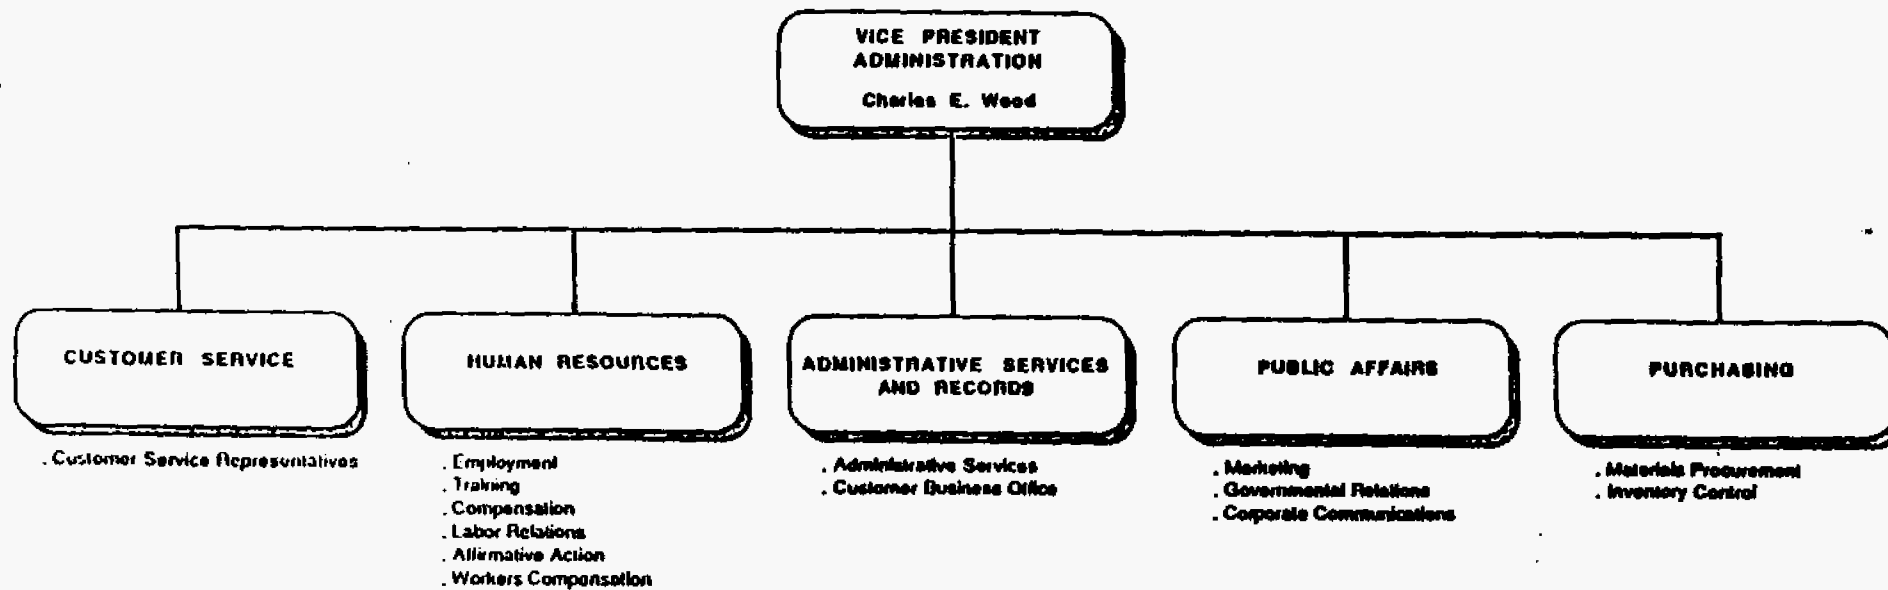 VICE PRESIDENT
ADMINISTRATION
Charles E. Wood
CUSTOMER SERVICE
. Customer Service Representatives
HUMAN RESOURCES
. Employment
. Training
. Compensation
. Labor Relations
. Affirmative Action
. Workers Compensation
ADMINISTRATIVE SERVICES
AND RECORDS
. Administrative Services
. Customer Business Office
PUBLIC AFFAIRS
. Marketing
. Governmental Relations
. Corporate Communications
PURCHASING
. Materials Procurement
. Inventory Control